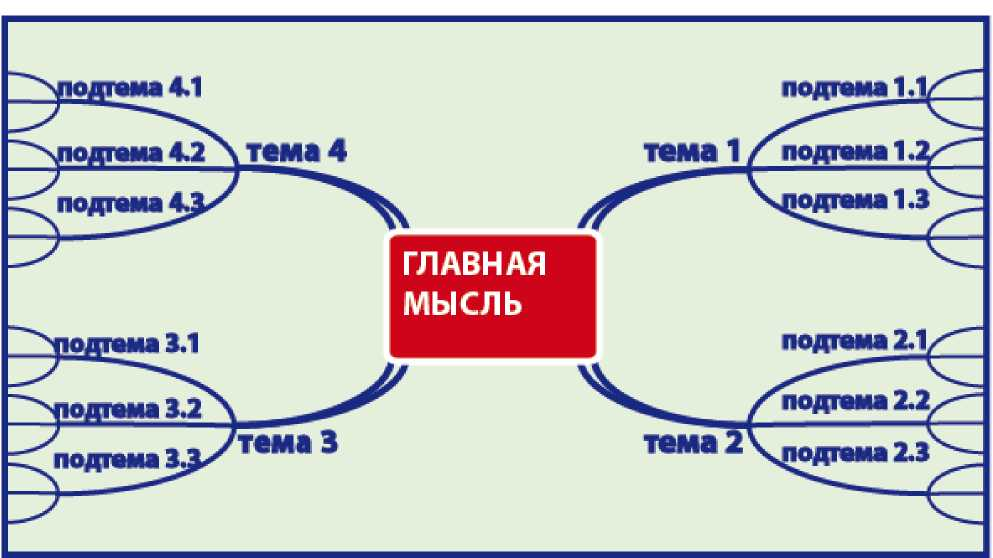 подтема 4.1
подтема 4.2
тема 4
подтема 4.3
подтема 1.1
тема 1
подтема 1.2
подтема 1.3
ГЛАВНАЯ
МЫСЛЬ
подтема 3.1
подтема 3.2
тема 3
подтема 3.3
подтема 2.1
подтема 2.2
тема 2
подтема 2.3